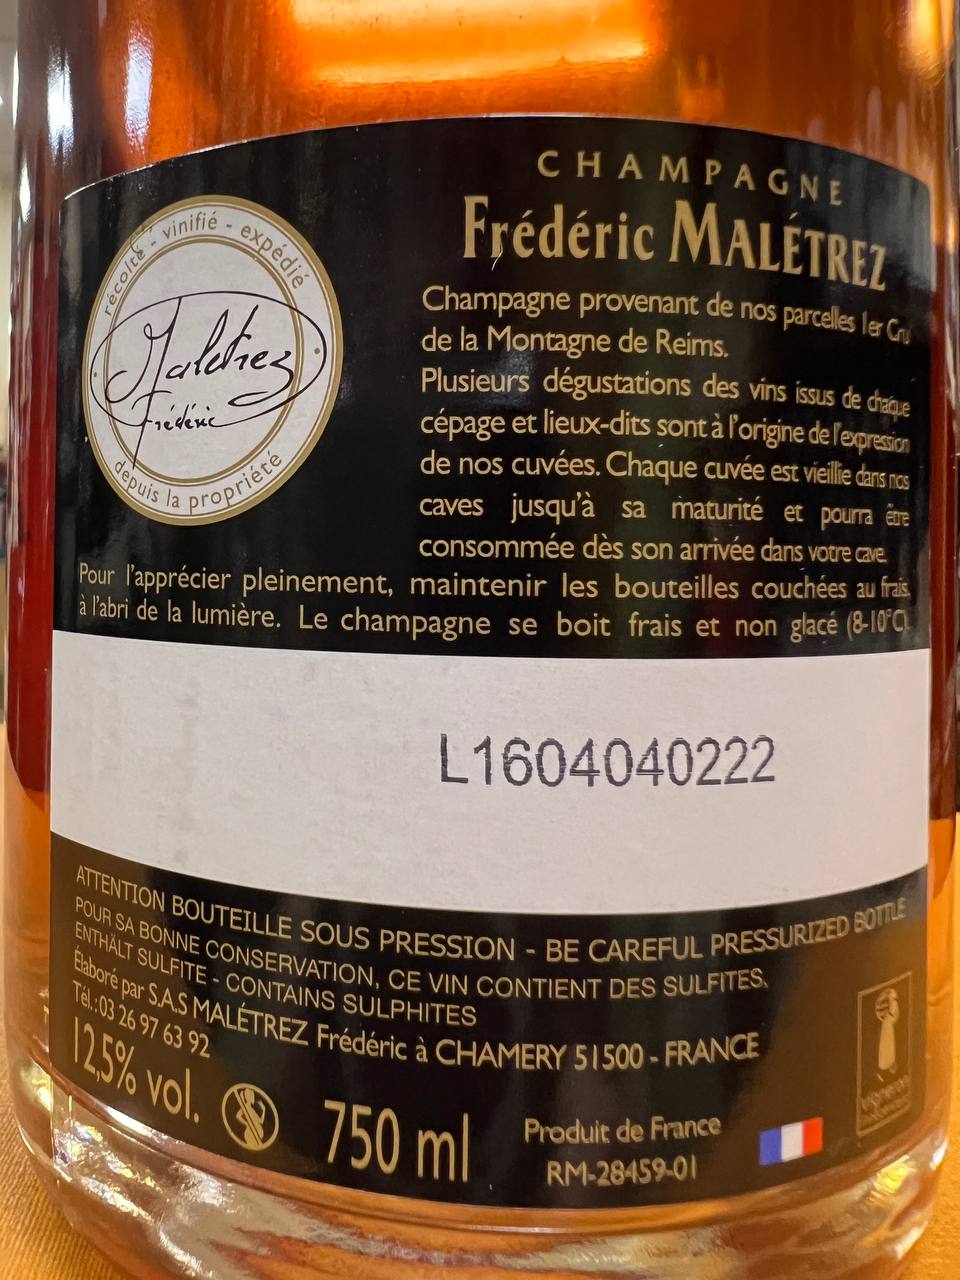 CHAMPAGNE
Frédéric MALÉTREZ
récolté - vinifié - expédié
Malétrez
Frédéric
depuis la propriété
Champagne provenant de nos parcelles 1er Cru
de la Montagne de Reims.
Plusieurs dégustations des vins issus de chaque
cépage et lieux-dits sont à l'origine de l'expression
de nos cuvées. Chaque cuvée est vieillie dans nos
caves jusqu'à sa maturité et pourra être
consommée dès son arrivée dans votre cave.
Pour l'apprécier pleinement, maintenir les bouteilles couchées au frais,
à l'abri de la lumière. Le champagne se boit frais et non glacé (8-10°C).
L1604040222
ATTENTION BOUTEILLE SOUS PRESSION - BE CAREFUL PRESSURIZED BOTTLE
POUR SA BONNE CONSERVATION, CE VIN CONTIENT DES SULFITES,
ENTHÄLT SULFITE - CONTAINS SULPHITES
Élaboré par S.A.S MALÉTREZ Frédéric à CHAMERY 51500 - FRANCE
Tél.: 03 26 97 63 92
12,5% vol.
750 ml
Produit de France
RM-28459-01
vigneron